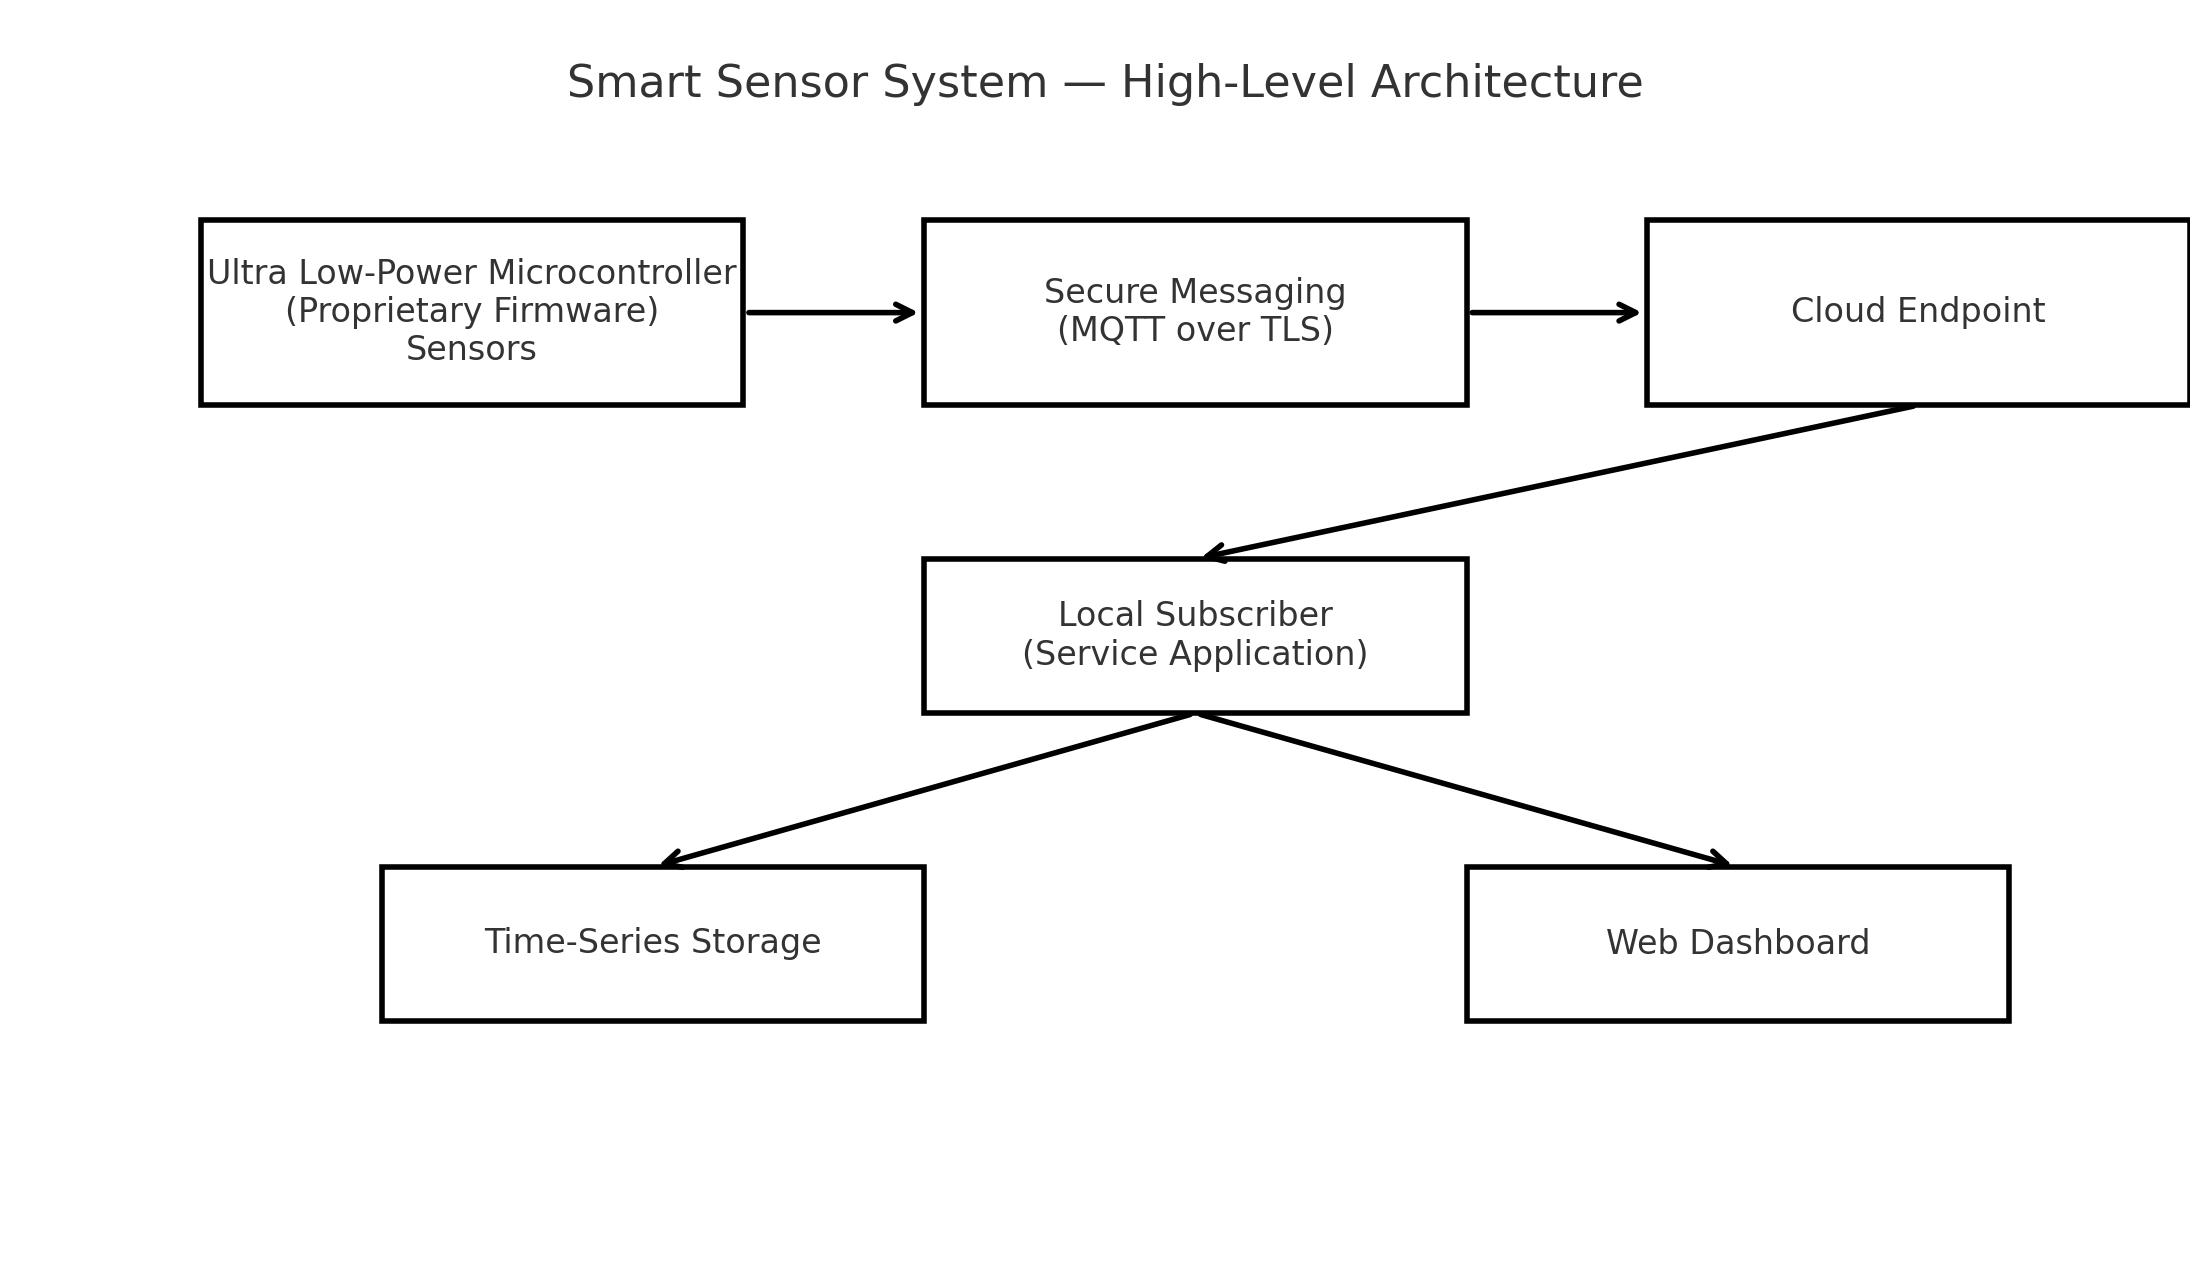 Smart Sensor System — High-Level Architecture
Ultra Low-Power Microcontroller
(Proprietary Firmware)
Sensors
Secure Messaging
(MQTT over TLS)
Cloud Endpoint
Local Subscriber
(Service Application)
Time-Series Storage
Web Dashboard